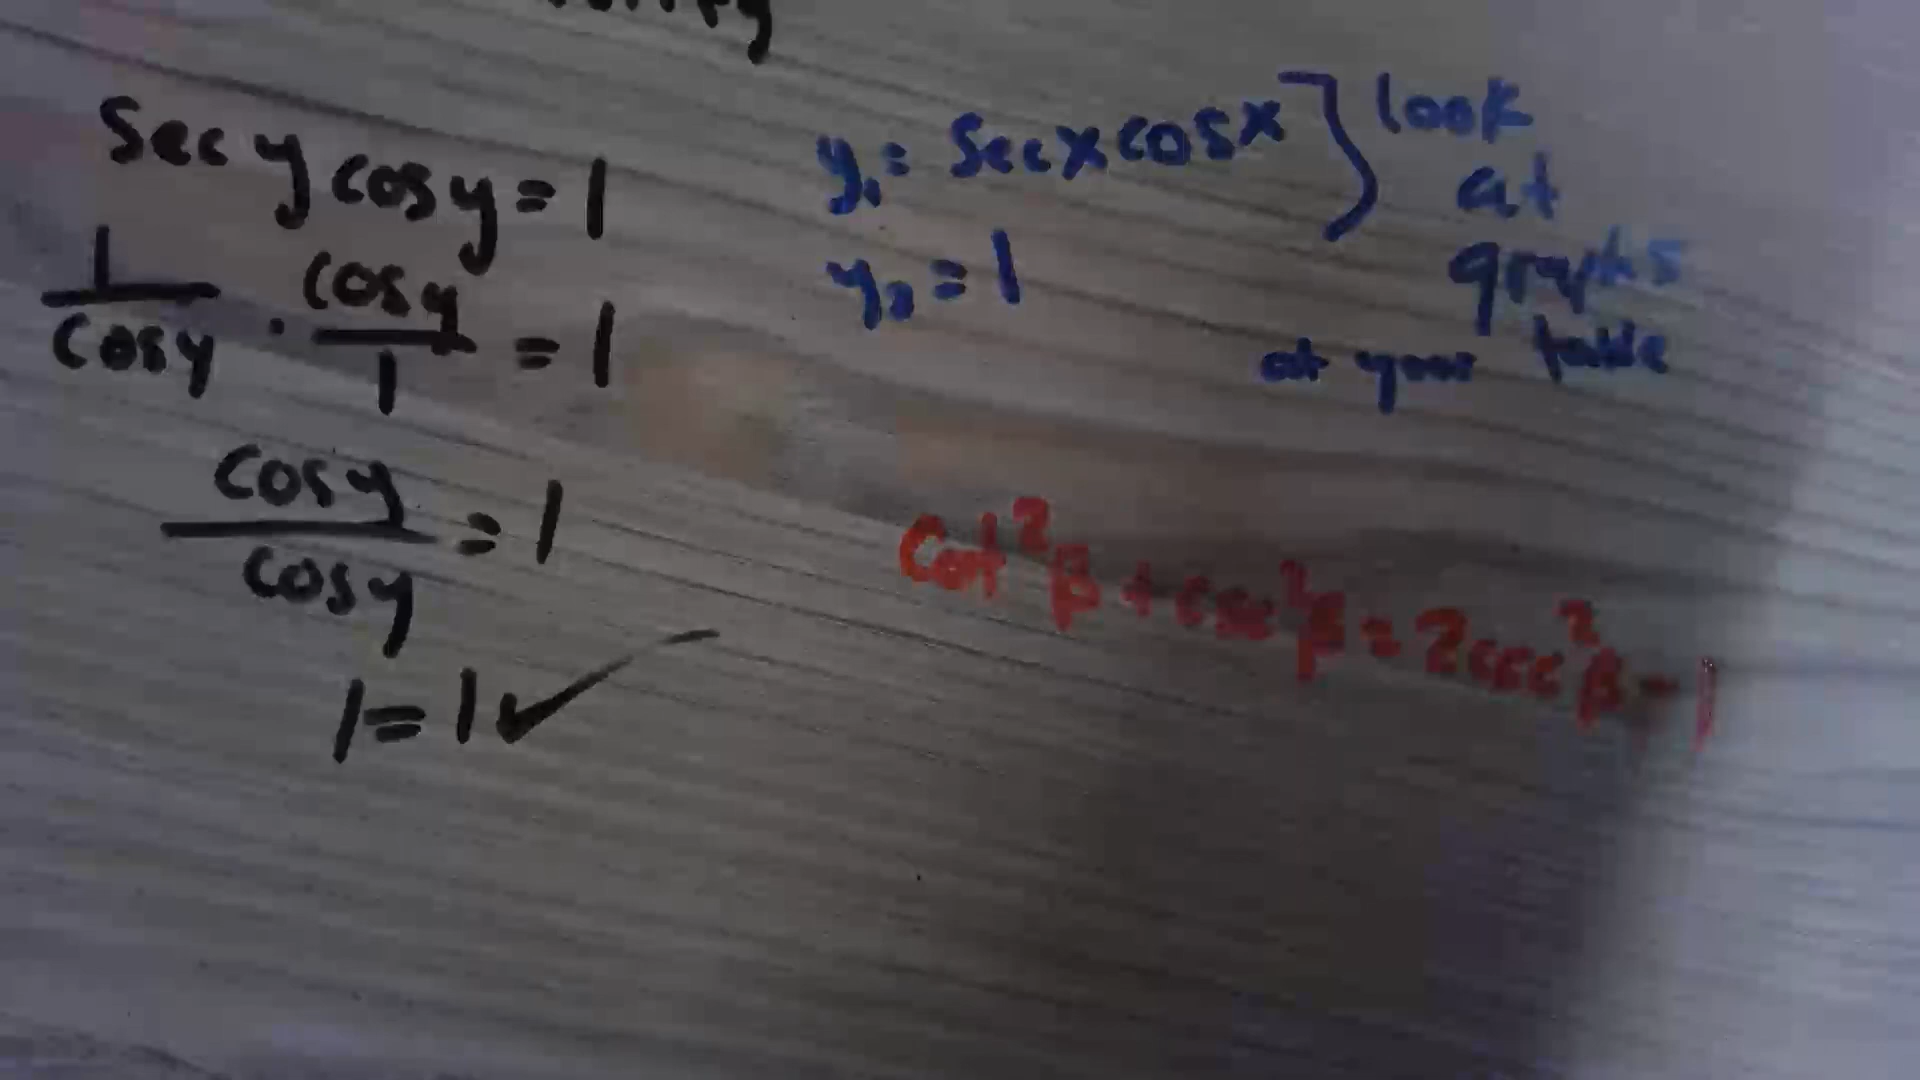 sec y cos y = 1
1/cos y · cos y/1 = 1
cos y/cos y = 1
1 = 1 ✓
y₁ = sec x cos x } look
at
graphs
y₂ = 1
at your table
cot²β + csc²β = 2csc²β - 1